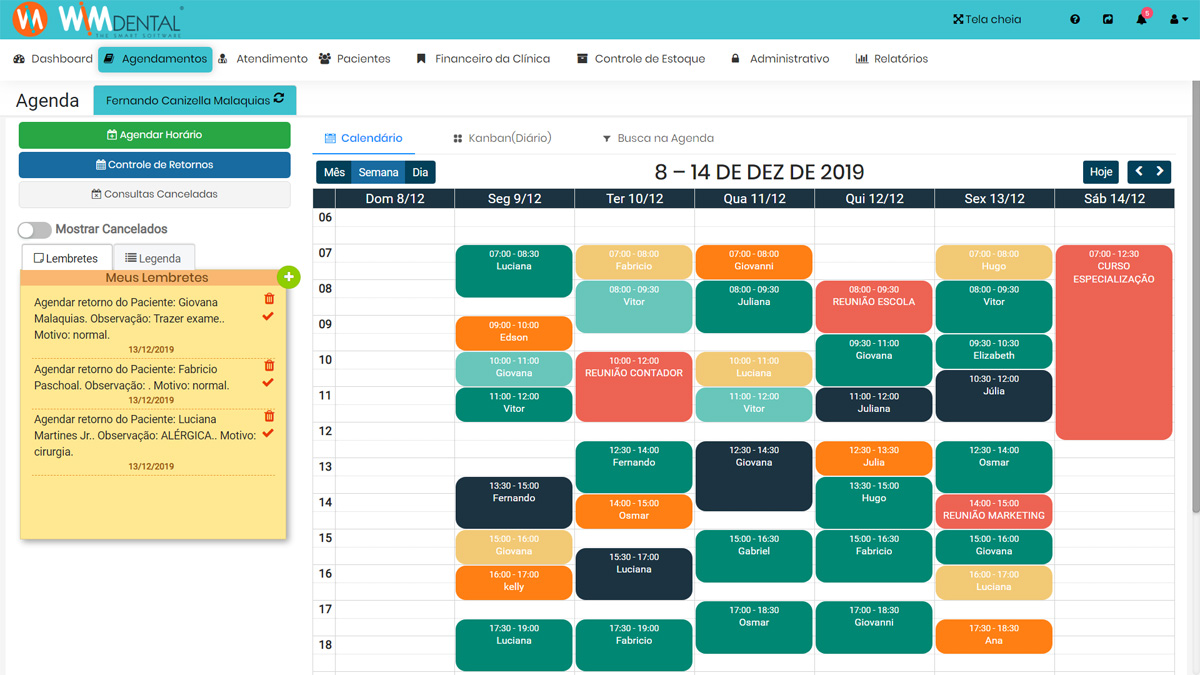 WIMDENTAL
THE SMART SOFTWARE
Tela cheia
6
Dashboard
Agendamentos
Atendimento
Pacientes
Financeiro da Clínica
Controle de Estoque
Administrativo
Relatórios
Agenda
Fernando Canizella Malaquias
Agendar Horário
Controle de Retornos
Consultas Canceladas
Mostrar Cancelados
Lembretes
Legenda
Meus Lembretes
Agendar retorno do Paciente: Giovana
Malaquias. Observação: Trazer exame..
Motivo: normal.
13/12/2019
Agendar retorno do Paciente: Fabricio
Paschoal. Observação: . Motivo: normal.
13/12/2019
Agendar retorno do Paciente: Luciana
Martines Jr.. Observação: ALÉRGICA.. Motivo:
cirurgia.
13/12/2019
Calendário
Kanban(Diário)
Busca na Agenda
Mês
Semana
Dia
8 – 14 DE DEZ DE 2019
Hoje
Dom 8/12
Seg 9/12
Ter 10/12
Qua 11/12
Qui 12/12
Sex 13/12
Sáb 14/12
06
07
08
09
10
11
12
13
14
15
16
17
18
07:00 - 08:30
Luciana
09:00 - 10:00
Edson
10:00 - 11:00
Giovana
11:00 - 12:00
Vitor
13:30 - 15:00
Fernando
15:00 - 16:00
Giovana
16:00 - 17:00
kelly
17:30 - 19:00
Luciana
07:00 - 08:00
Fabricio
08:00 - 09:30
Vitor
10:00 - 12:00
REUNIÃO CONTADOR
12:30 - 14:00
Fernando
14:00 - 15:00
Osmar
15:30 - 17:00
Luciana
17:30 - 19:00
Fabricio
07:00 - 08:00
Giovanni
08:00 - 09:30
Juliana
10:00 - 11:00
Luciana
11:00 - 12:00
Vitor
12:30 - 14:30
Giovana
15:00 - 16:30
Gabriel
17:00 - 18:30
Osmar
08:00 - 09:30
REUNIÃO ESCOLA
09:30 - 11:00
Giovana
11:00 - 12:00
Juliana
12:30 - 13:30
Julia
13:30 - 15:00
Hugo
15:00 - 16:30
Fabricio
17:00 - 18:30
Giovanni
07:00 - 08:00
Hugo
08:00 - 09:30
Vitor
09:30 - 10:30
Elizabeth
10:30 - 12:00
Júlia
12:30 - 14:00
Osmar
14:00 - 15:00
REUNIÃO MARKETING
15:00 - 16:00
Giovana
16:00 - 17:00
Luciana
17:30 - 18:30
Ana
07:00 - 12:30
CURSO
ESPECIALIZAÇÃO